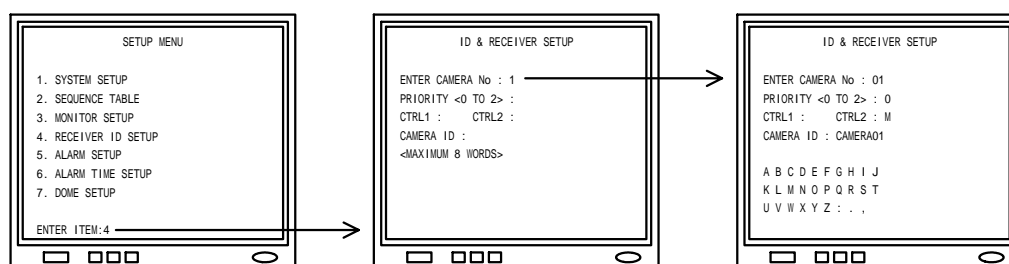 SETUP MENU
1. SYSTEM SETUP
2. SEQUENCE TABLE
3. MONITOR SETUP
4. RECEIVER ID SETUP
5. ALARM SETUP
6. ALARM TIME SETUP
7. DOME SETUP
ENTER ITEM:4
ID & RECEIVER SETUP
ENTER CAMERA No : 1
PRIORITY <0 TO 2> :
CTRL1 : CTRL2 :
CAMERA ID :
<MAXIMUM 8 WORDS>
ID & RECEIVER SETUP
ENTER CAMERA No : 01
PRIORITY <0 TO 2> : 0
CTRL1 : CTRL2 : M
CAMERA ID : CAMERA01
A B C D E F G H I J
K L M N O P Q R S T
U V W X Y Z : . ,